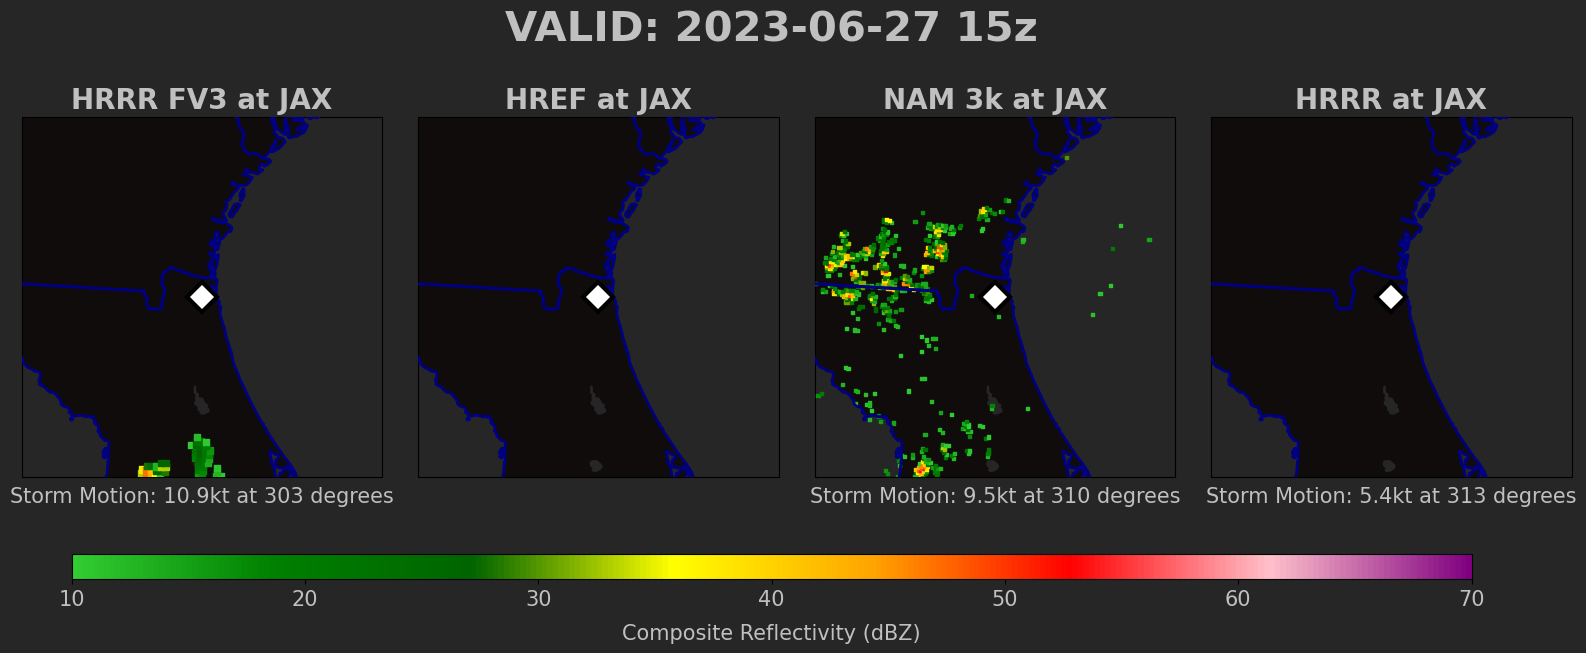 VALID: 2023-06-27 15z
HRRR FV3 at JAX
HREF at JAX
NAM 3k at JAX
HRRR at JAX
Storm Motion: 10.9kt at 303 degrees
Storm Motion: 9.5kt at 310 degrees
Storm Motion: 5.4kt at 313 degrees
10 20 30 40 50 60 70
Composite Reflectivity (dBZ)